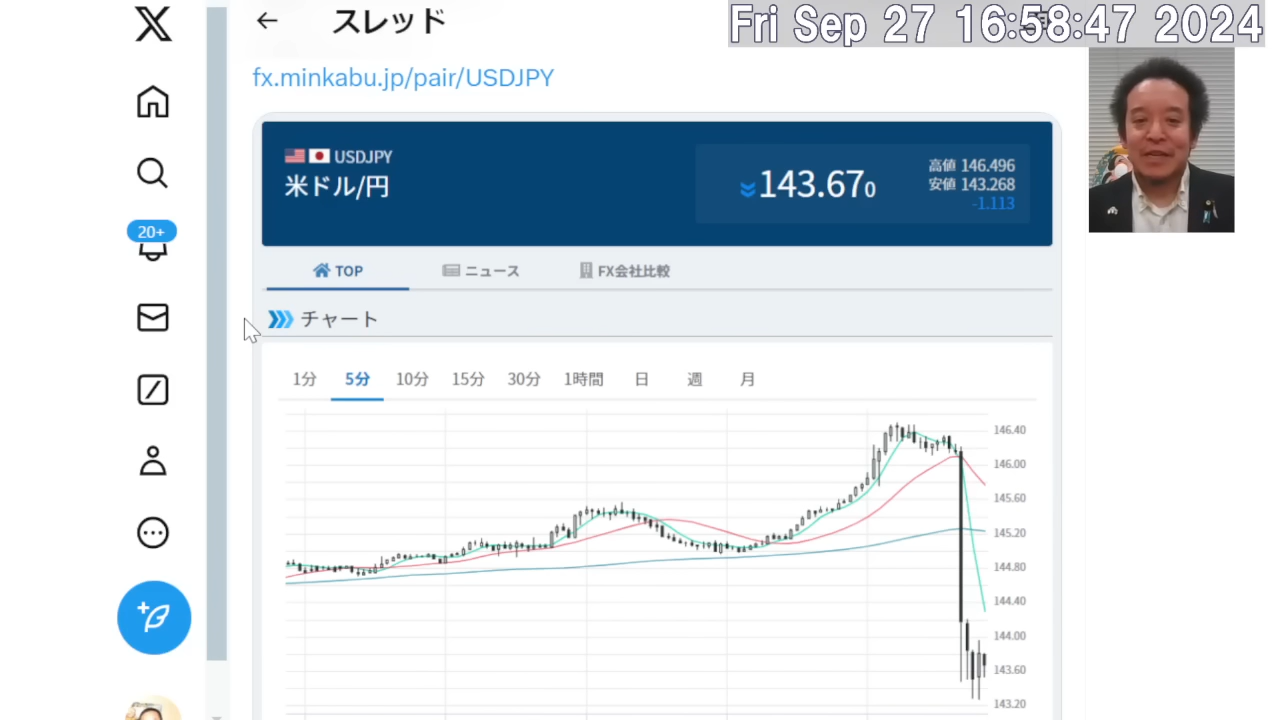 スレッド
Fri Sep 27 16:58:47 2024
fx.minkabu.jp/pair/USDJPY
USDJPY
米ドル/円
143.670
高値 146.496
安値 143.268
-1.113
20+
TOP
ニュース
FX会社比較
チャート
1分 5分 10分 15分 30分 1時間 日 週 月
146.40
146.00
145.60
145.20
144.80
144.40
144.00
143.60
143.20